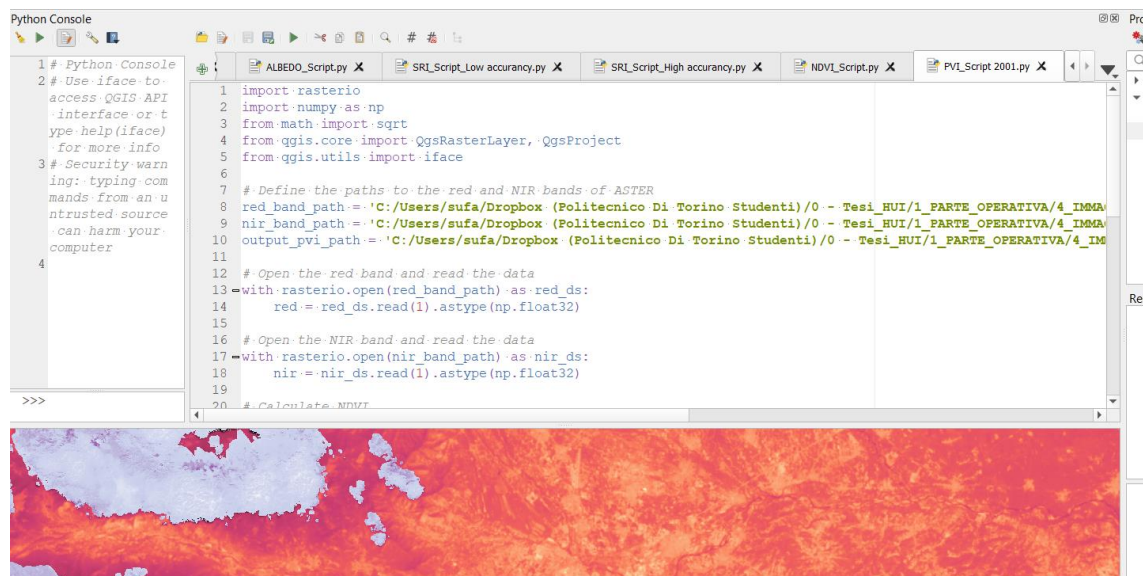 Python Console
Pro
1 # Python Console
2 # Use iface to
access QGIS API
interface or t
ype help(iface)
for more info
3 # Security warn
ing: typing com
mands from an u
ntrusted source
can harm your
computer
4
>>>
ALBEDO_Script.py
SRI_Script_Low accurancy.py
SRI_Script_High accurancy.py
NDVI_Script.py
PVI_Script 2001.py
1 import rasterio
2 import numpy as np
3 from math import sqrt
4 from qgis.core import QgsRasterLayer, QgsProject
5 from qgis.utils import iface
6
7 # Define the paths to the red and NIR bands of ASTER
8 red_band_path = 'C:/Users/sufa/Dropbox (Politecnico Di Torino Studenti)/0 - Tesi_HUI/1_PARTE_OPERATIVA/4_IMMA
9 nir_band_path = 'C:/Users/sufa/Dropbox (Politecnico Di Torino Studenti)/0 - Tesi_HUI/1_PARTE_OPERATIVA/4_IMMA
10 output_pvi_path = 'C:/Users/sufa/Dropbox (Politecnico Di Torino Studenti)/0 - Tesi_HUI/1_PARTE_OPERATIVA/4_IM
11
12 # Open the red band and read the data
13 with rasterio.open(red_band_path) as red_ds:
14 red = red_ds.read(1).astype(np.float32)
15
16 # Open the NIR band and read the data
17 with rasterio.open(nir_band_path) as nir_ds:
18 nir = nir_ds.read(1).astype(np.float32)
19
20 # Calculate NDVI
Re